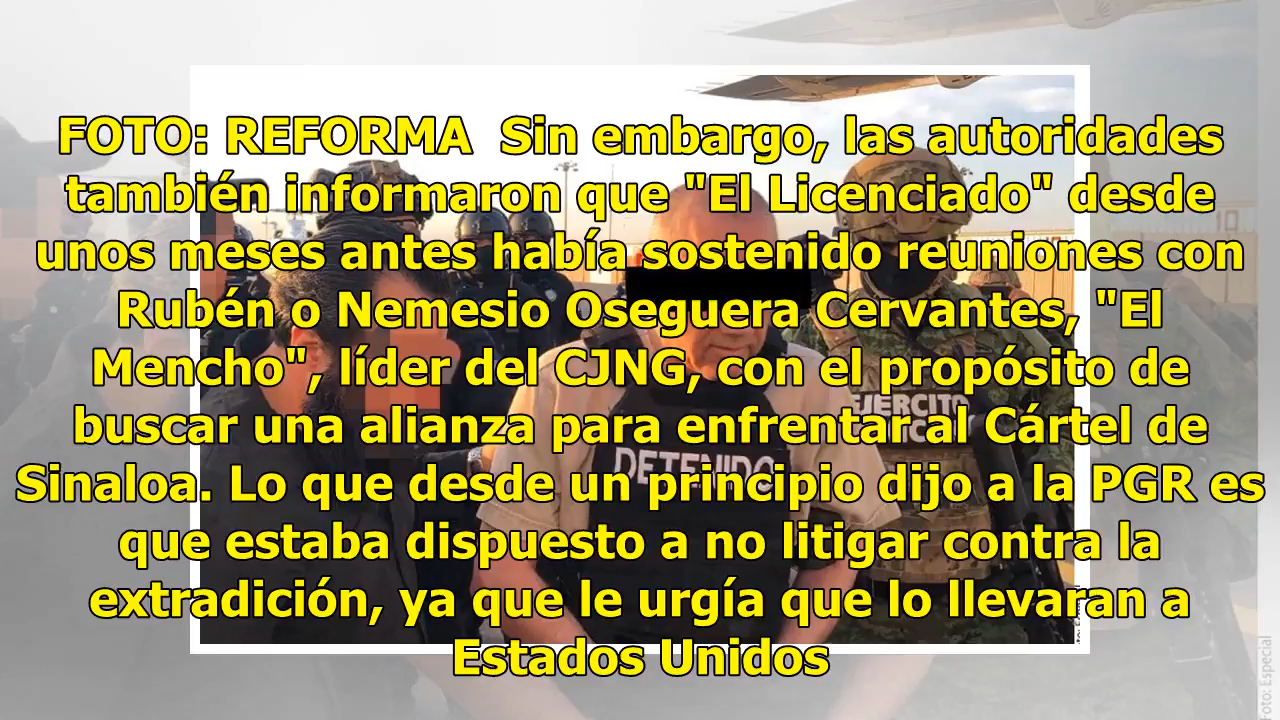 FOTO: REFORMA  Sin embargo, las autoridades
también informaron que "El Licenciado" desde
unos meses antes había sostenido reuniones con
Rubén o Nemesio Oseguera Cervantes, "El
Mencho", líder del CJNG, con el propósito de
buscar una alianza para enfrentar al Cártel de
Sinaloa. Lo que desde un principio dijo a la PGR es
que estaba dispuesto a no litigar contra la
extradición, ya que le urgía que lo llevaran a
Estados Unidos
EJERCITO
DETENIDO
Foto: Especial